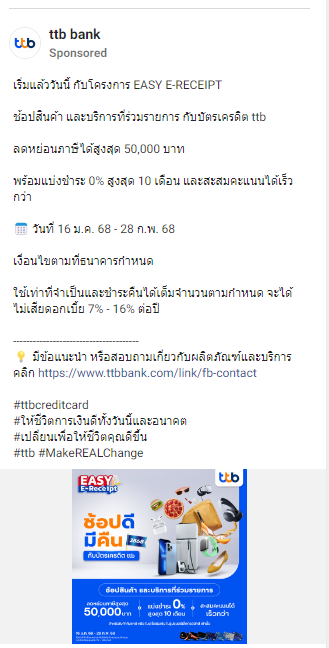 ttb
ttb bank
Sponsored
เริ่มแล้ววันนี้ กับโครงการ EASY E-RECEIPT
ช้อปสินค้า และบริการที่ร่วมรายการ กับบัตรเครดิต ttb
ลดหย่อนภาษีได้สูงสุด 50,000 บาท
พร้อมแบ่งชำระ 0% สูงสุด 10 เดือน และสะสมคะแนนได้เร็ว
กว่า
วันที่ 16 ม.ค. 68 - 28 ก.พ. 68
เงื่อนไขตามที่ธนาคารกำหนด
ใช้เท่าที่จำเป็นและชำระคืนได้เต็มจำนวนตามกำหนด จะได้
ไม่เสียดอกเบี้ย 7% - 16% ต่อปี
--------------------------------------
มีข้อแนะนำ หรือสอบถามเกี่ยวกับผลิตภัณฑ์และบริการ
คลิก https://www.ttbbank.com/link/fb-contact
#ttbcreditcard
#ให้ชีวิตการเงินดีทั้งวันนี้และอนาคต
#เปลี่ยนเพื่อให้ชีวิตคุณดีขึ้น
#ttb #MakeREALChange
ttb
EASY
E-Receipt
ช้อปดี
มีคืน 2568
กับบัตรเครดิต ttb
ช้อปสินค้า และบริการที่ร่วมรายการ
ลดหย่อนภาษีสูงสุด
50,000บาท
แบ่งชำระ 0%
สูงสุด 10 เดือน
สะสมคะแนนได้
เร็วกว่า
16 ม.ค. 68 - 28 ก.พ. 68